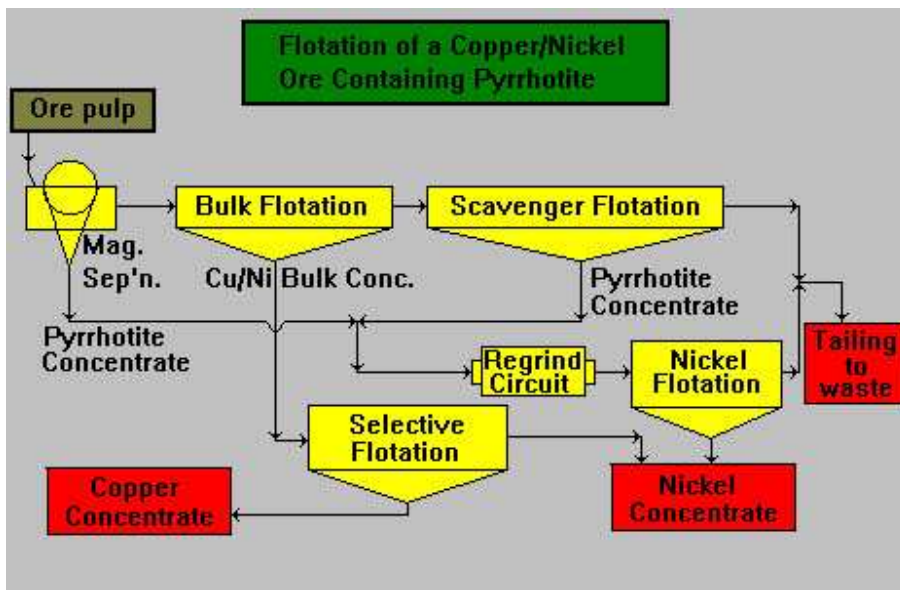 Flotation of a Copper/Nickel
Ore Containing Pyrrhotite
Ore pulp
Bulk Flotation
Scavenger Flotation
Mag.
Sep'n.
Cu/Ni Bulk Conc.
Pyrrhotite
Concentrate
Pyrrhotite
Concentrate
Regrind
Circuit
Nickel
Flotation
Tailing
to
waste
Selective
Flotation
Copper
Concentrate
Nickel
Concentrate